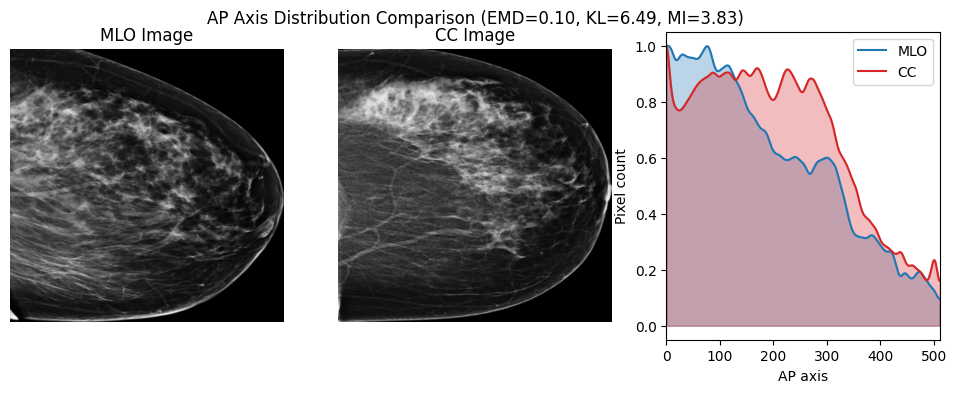 AP Axis Distribution Comparison (EMD=0.10, KL=6.49, MI=3.83)
MLO Image
CC Image
MLO
CC
Pixel count
1.0
0.8
0.6
0.4
0.2
0.0
0 100 200 300 400 500
AP axis